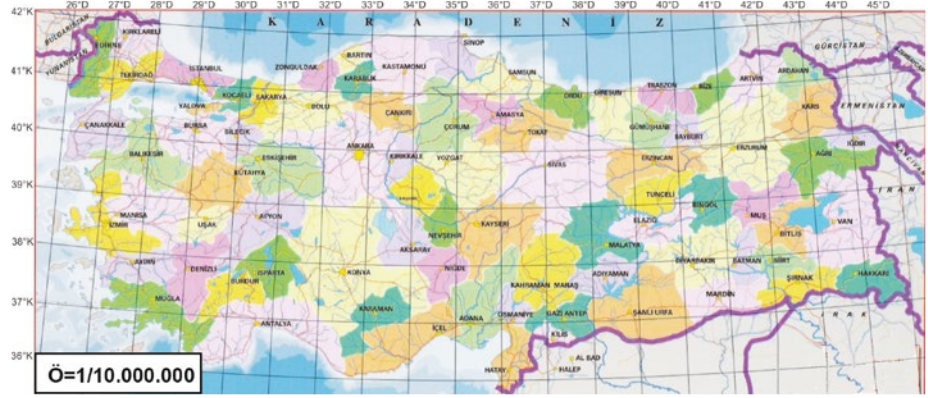 26°D 27°D 28°D 29°D 30°D 31°D 32°D 33°D 34°D 35°D 36°D 37°D 38°D 39°D 40°D 41°D 42°D 43°D 44°D 45°D
42°K
K A R A D E N İ Z
BULGARİSTAN
KIRKLARELİ
EDİRNE
YUNANİSTAN
SİNOP
GÜRCİSTAN
41°K
TEKİRDAĞ
İSTANBUL
ZONGULDAK
BARTIN
KARABÜK
KASTAMONU
SAMSUN
ARTVİN
ARDAHAN
KOCAELİ
SAKARYA
YALOVA
BOLU
ÇANKIRI
ORDU
GİRESUN
TRABZON
RİZE
KARS
ERMENİSTAN
40°K
ÇANAKKALE
BURSA
BİLECİK
ÇORUM
AMASYA
TOKAT
GÜMÜŞHANE
BAYBURT
BALIKESİR
ESKİŞEHİR
ANKARA
KIRIKKALE
YOZGAT
SİVAS
ERZİNCAN
ERZURUM
AĞRI
IĞDIR
KÜTAHYA
39°K
İRAN
MANİSA
İZMİR
UŞAK
AFYON
NEVŞEHİR
KAYSERİ
TUNCELİ
ELAZIĞ
BİNGÖL
MUŞ
BİTLİS
VAN
38°K
AYDIN
DENİZLİ
ISPARTA
BURDUR
KONYA
AKSARAY
NİĞDE
MALATYA
ADIYAMAN
DİYARBAKIR
BATMAN
SİİRT
ŞIRNAK
HAKKARİ
MUĞLA
KAHRAMAN MARAŞ
MARDİN
37°K
ANTALYA
KARAMAN
İÇEL
ADANA
OSMANİYE
GAZİ ANTEP
ŞANLI URFA
I R A K
KİLİS
36°K
HATAY
AL BAD
HALEP
Ö=1/10.000.000